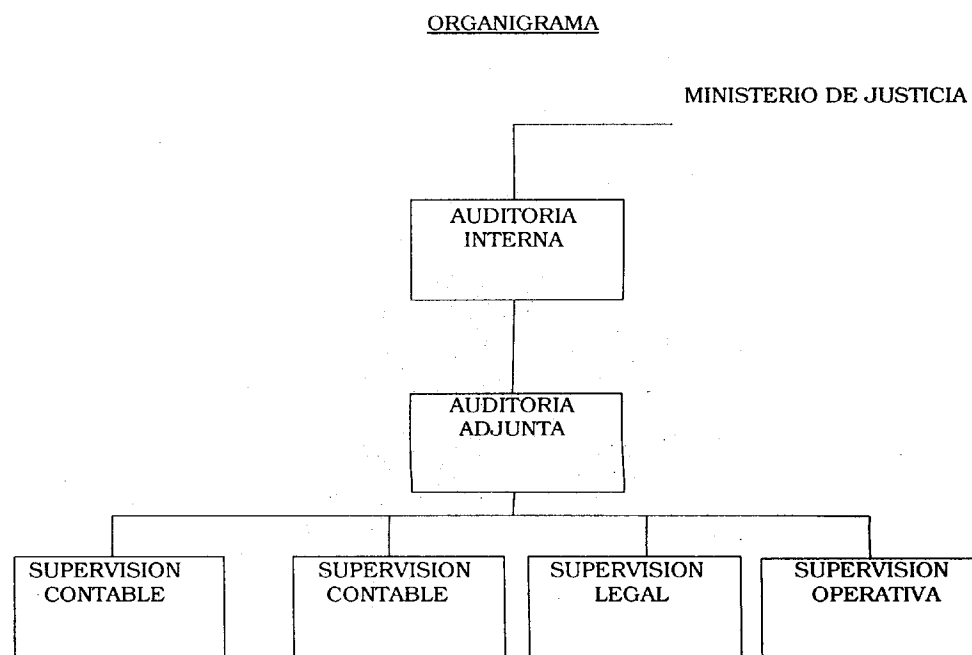 ORGANIGRAMA
MINISTERIO DE JUSTICIA
AUDITORIA
INTERNA
AUDITORIA
ADJUNTA
SUPERVISION
CONTABLE
SUPERVISION
CONTABLE
SUPERVISION
LEGAL
SUPERVISION
OPERATIVA